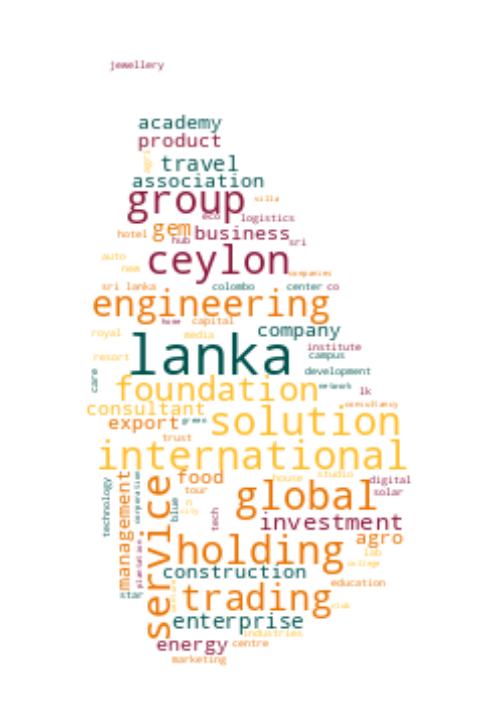 jewellery
academy
product
agri
travel
association
group
villa
eco
logistics
hotel
gem
business
hub
sri
ceylon
auto
new
companies
sri lanka
colombo
center
co
engineering
home
capital
company
royal
media
institute
lanka
campus
resort
development
care
foundation
network
lk
consultant
consultancy
export
green
solution
trust
international
technology
management
corporation
service
food
house
studio
digital
tour
global
solar
blue
n
city
tech
investment
plantation
holding
agro
lab
college
construction
education
star
trading
club
enterprise
industries
energy
centre
marketing